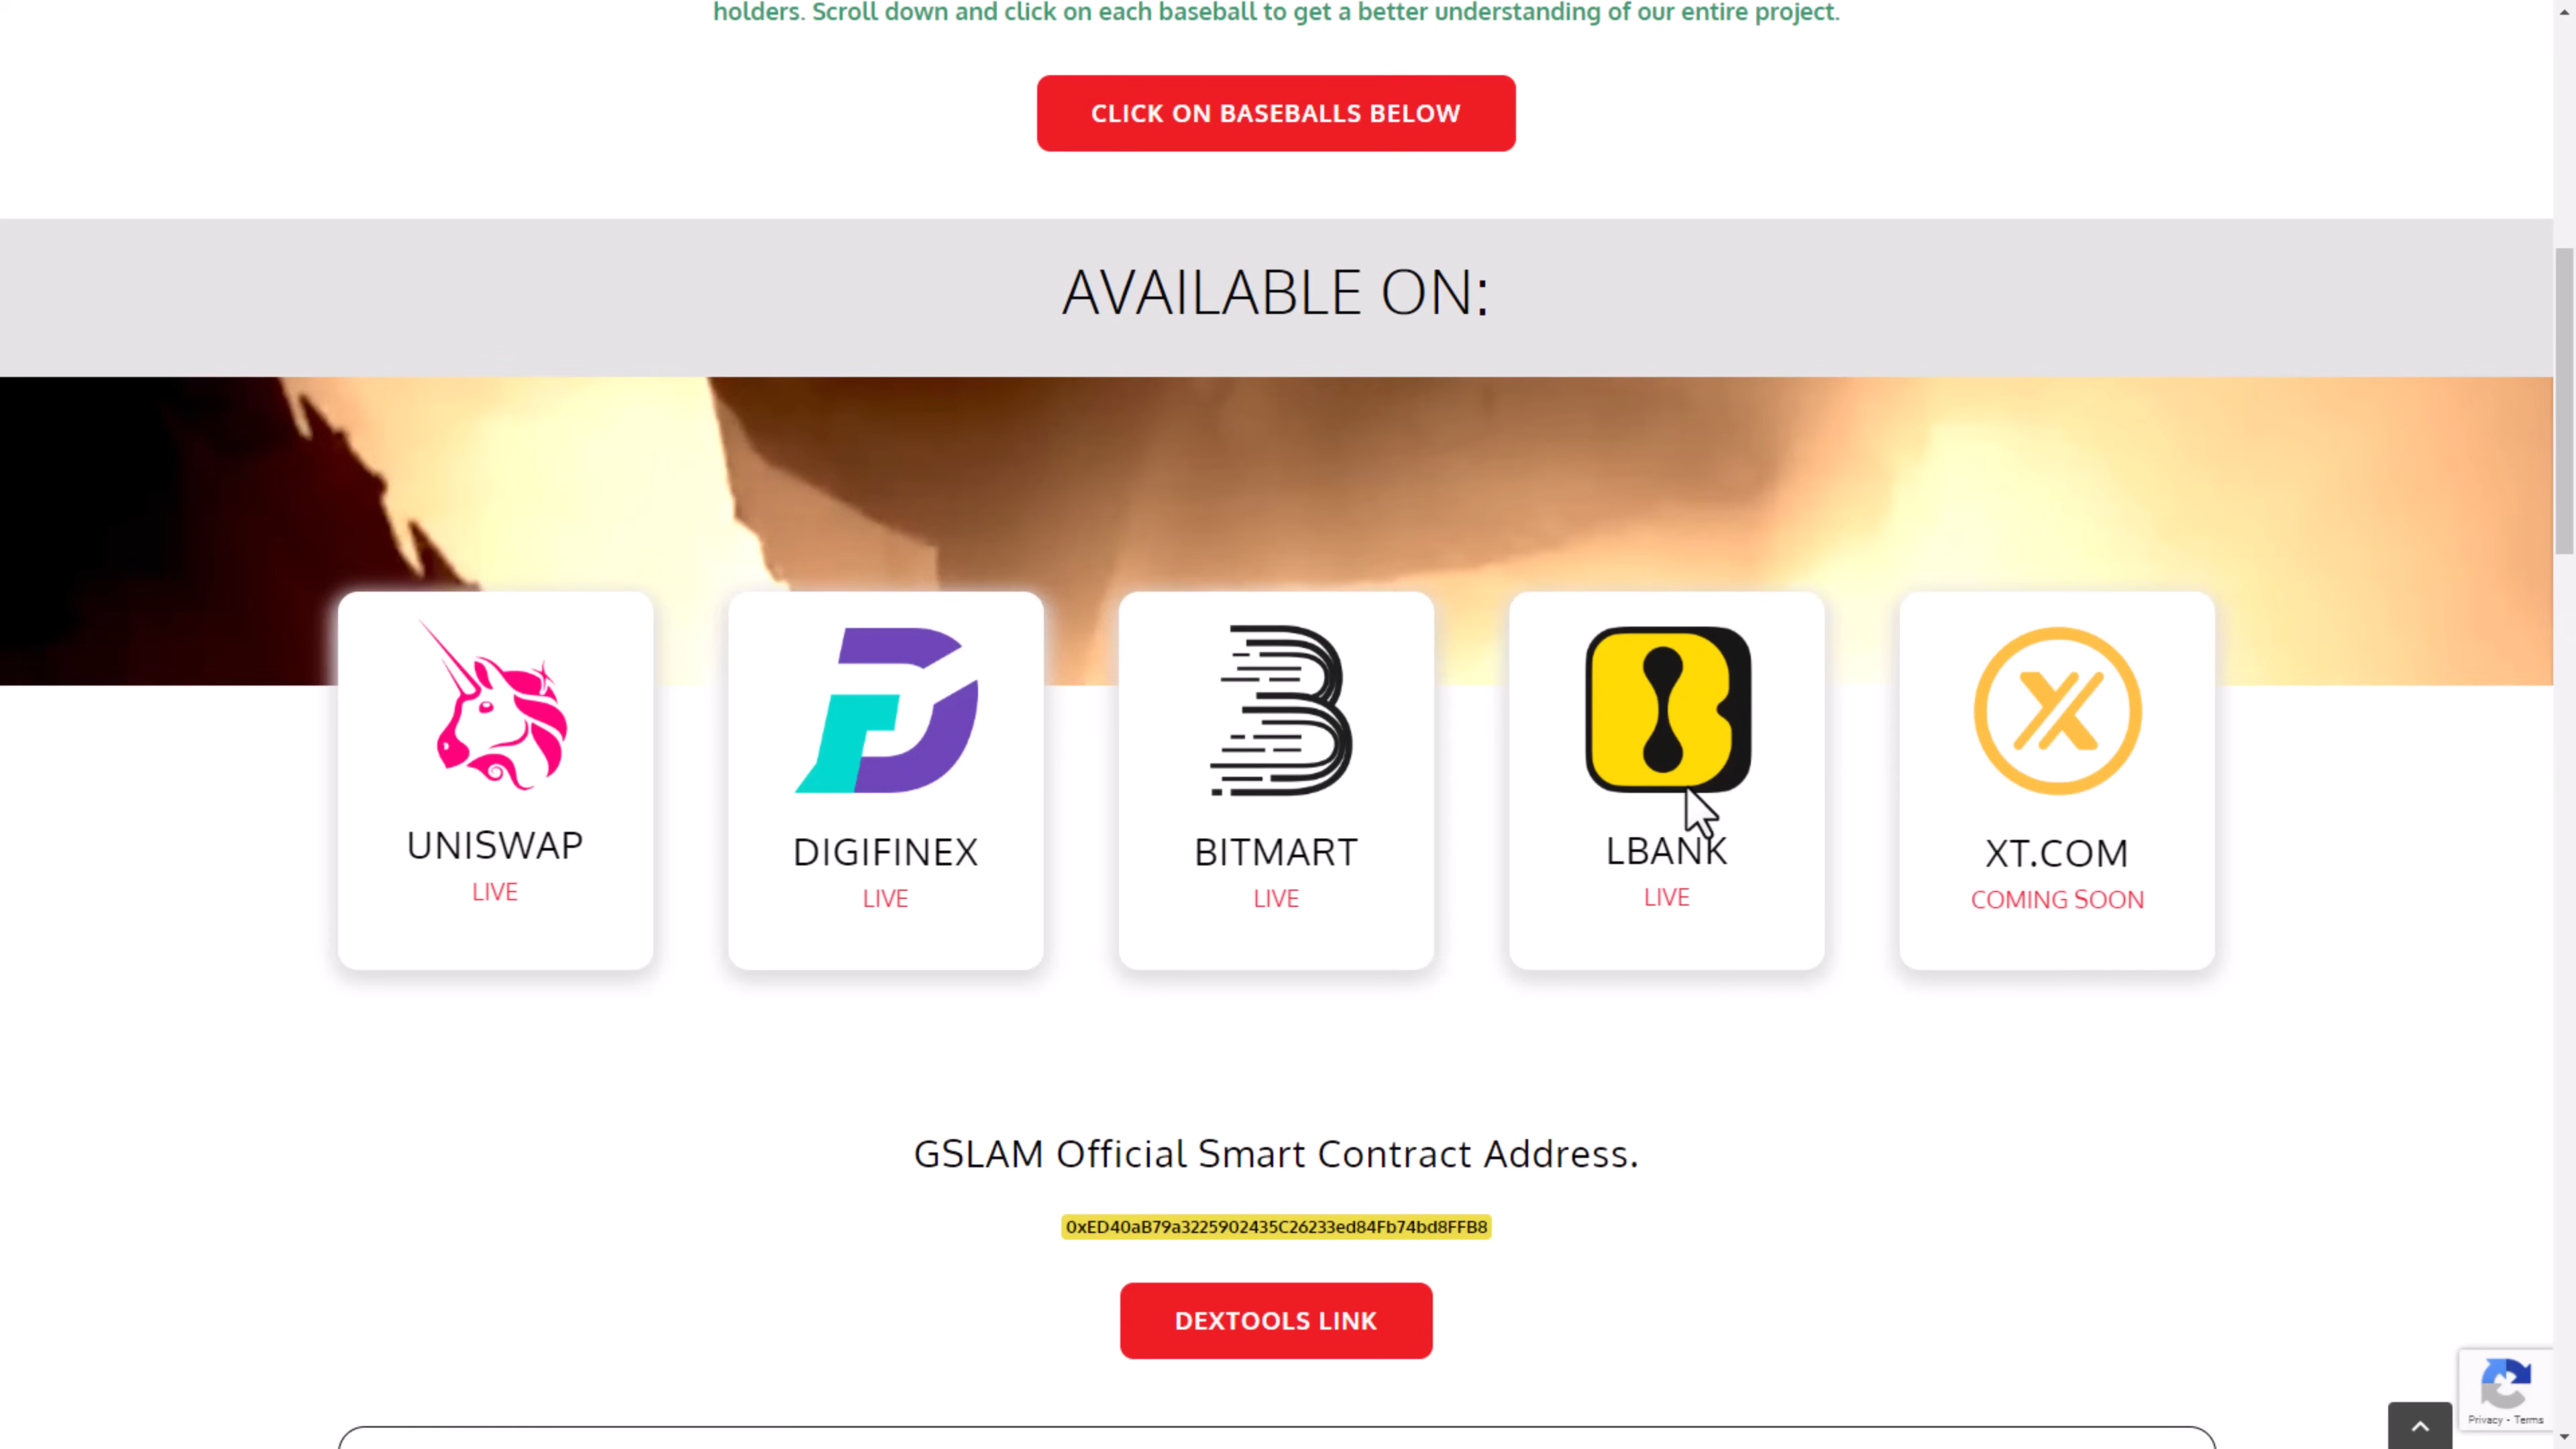 holders. Scroll down and click on each baseball to get a better understanding of our entire project.
CLICK ON BASEBALLS BELOW
AVAILABLE ON:
UNISWAP
LIVE
DIGIFINEX
LIVE
BITMART
LIVE
LBANK
LIVE
XT.COM
COMING SOON
GSLAM Official Smart Contract Address.
0xED40aB79a3225902435C26233ed84Fb74bd8FFB8
DEXTOOLS LINK
Privacy - Terms